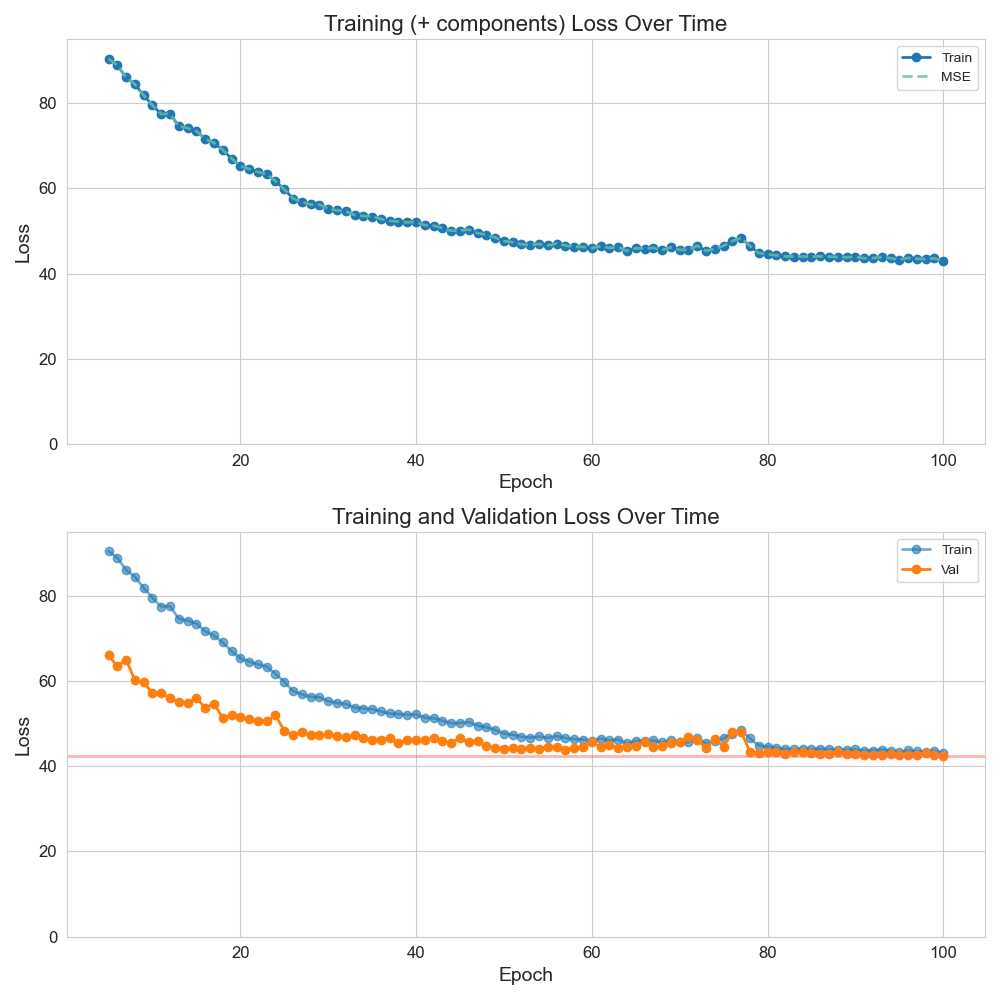 Training (+ components) Loss Over Time
Train
MSE
80
60
40
20
0
Loss
20 40 60 80 100
Epoch
Training and Validation Loss Over Time
Train
Val
80
60
40
20
0
Loss
20 40 60 80 100
Epoch